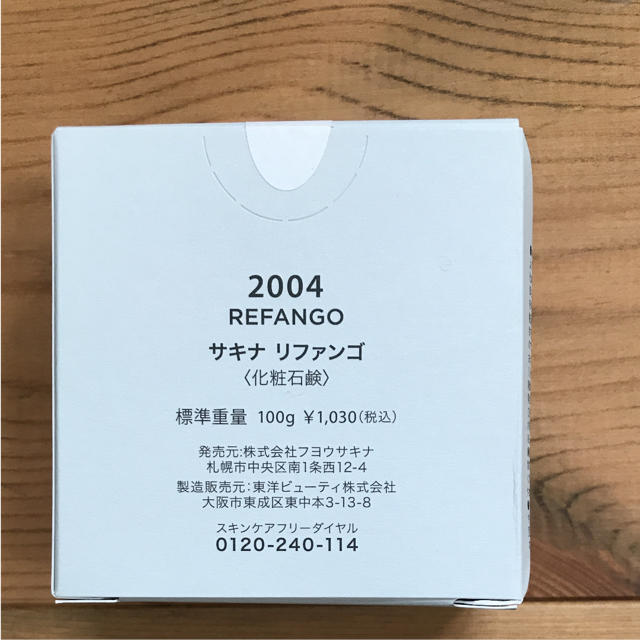 2004
REFANGO
サキナ リファンゴ
〈化粧石鹸〉
標準重量 100g ¥1,030(税込)
発売元:株式会社フヨウサキナ
札幌市中央区南1条西12-4
製造販売元:東洋ビューティ株式会社
大阪市東成区東中本3-13-8
スキンケアフリーダイヤル
0120-240-114